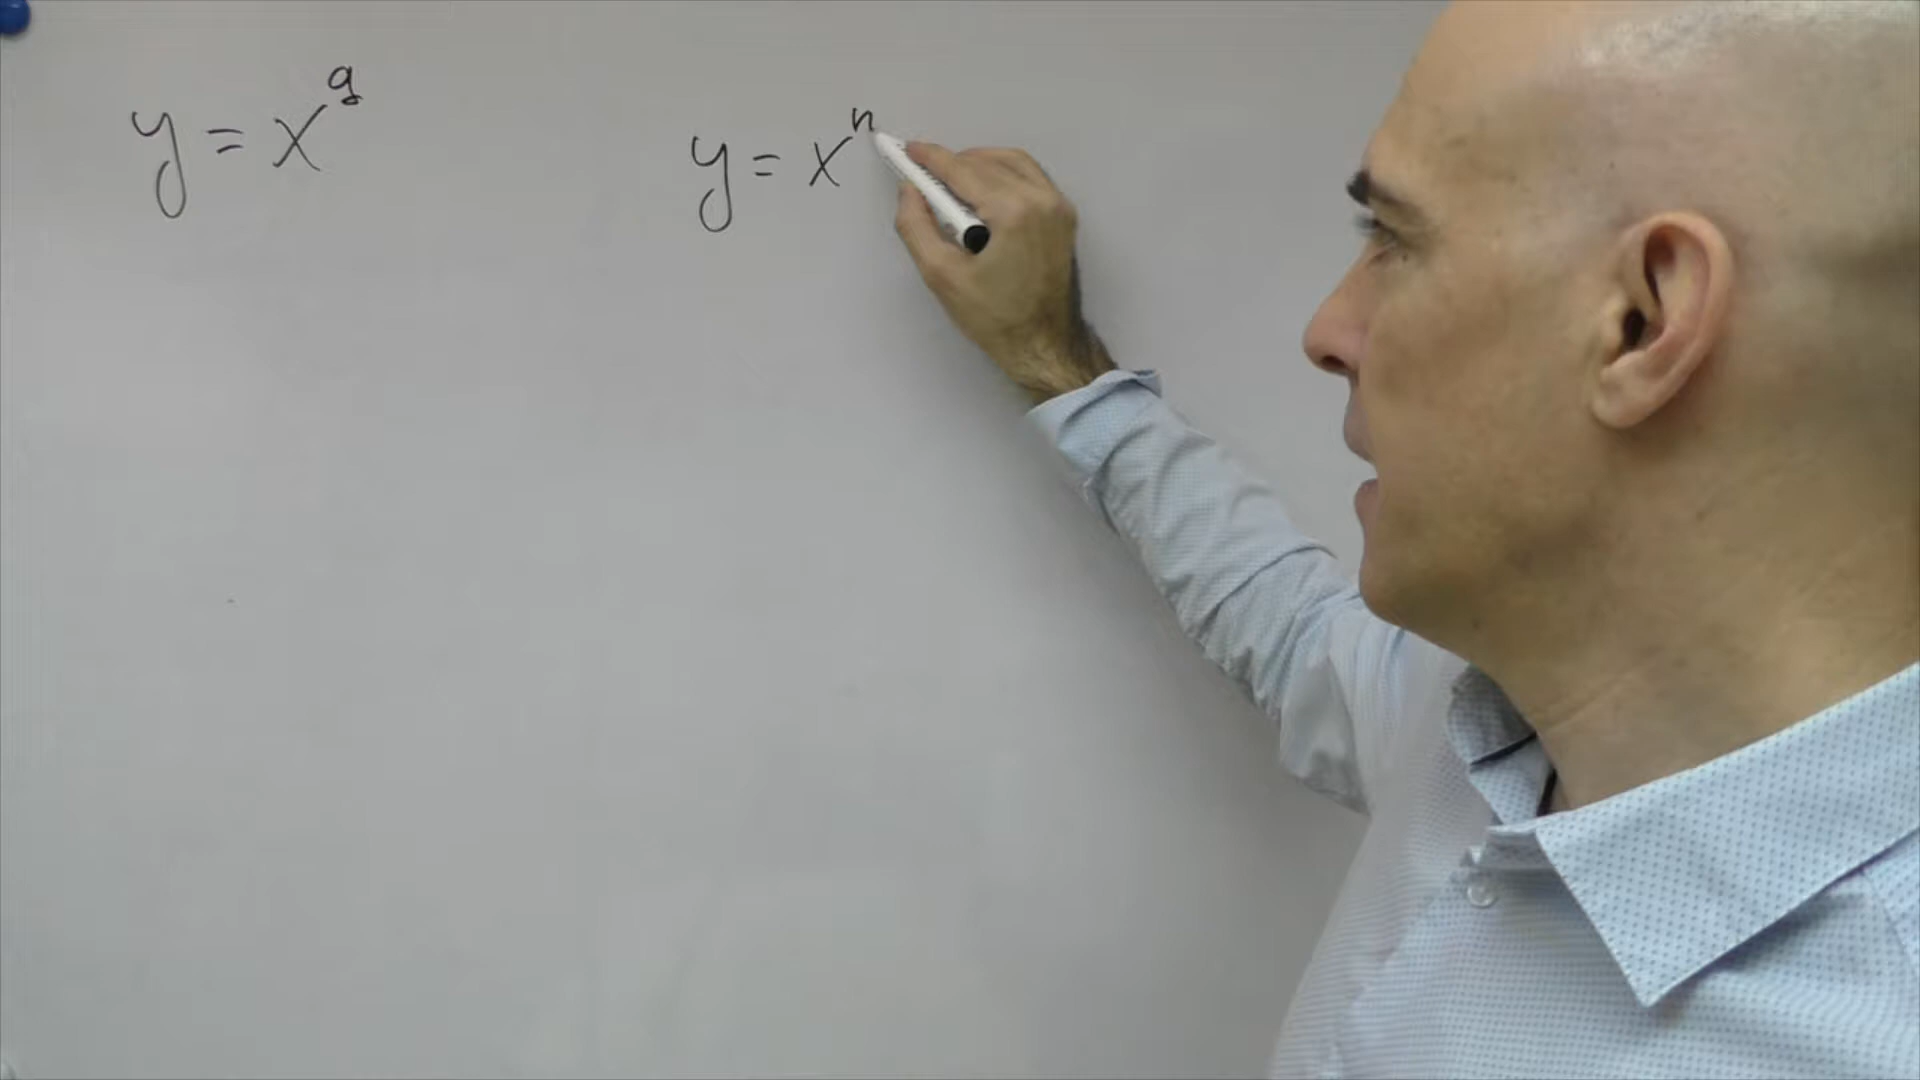 y = x^a
y = x^n